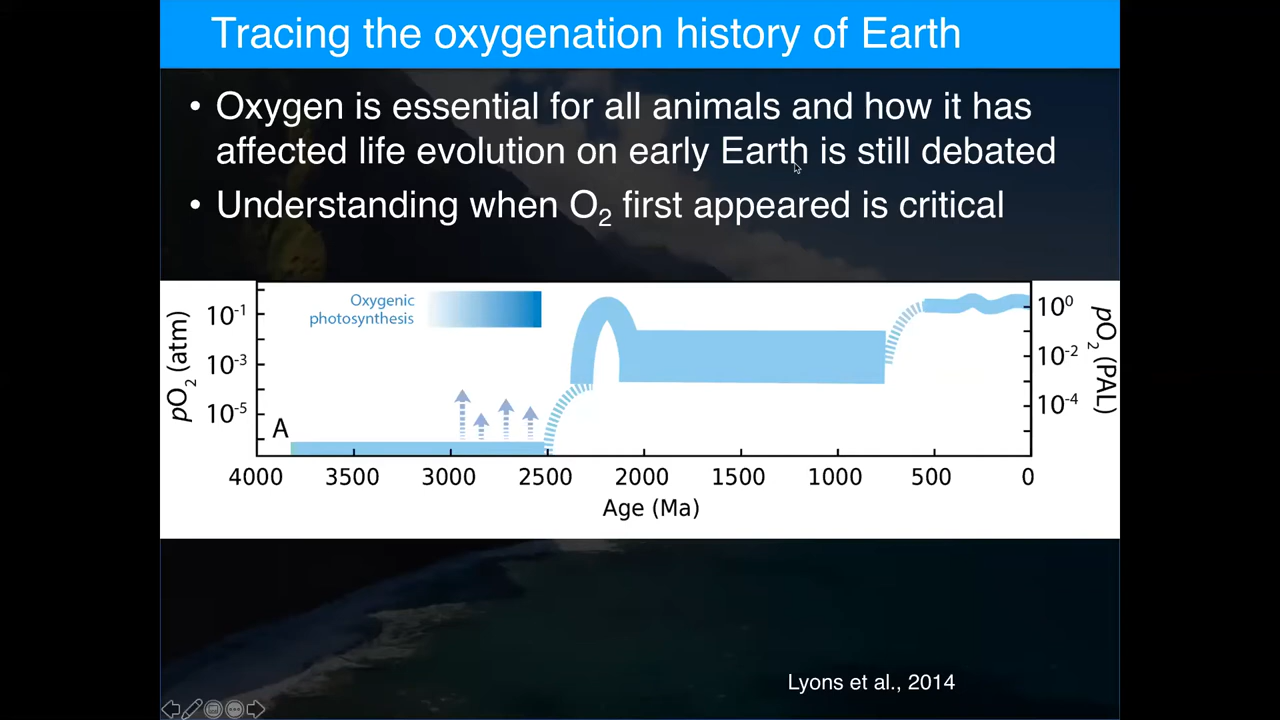 Tracing the oxygenation history of Earth
• Oxygen is essential for all animals and how it has
affected life evolution on early Earth is still debated
• Understanding when O₂ first appeared is critical
Oxygenic
photosynthesis
pO₂ (atm)
10⁻¹
10⁻³
10⁻⁵
A
10⁰
10⁻²
10⁻⁴
pO₂ (PAL)
4000 3500 3000 2500 2000 1500 1000 500 0
Age (Ma)
Lyons et al., 2014